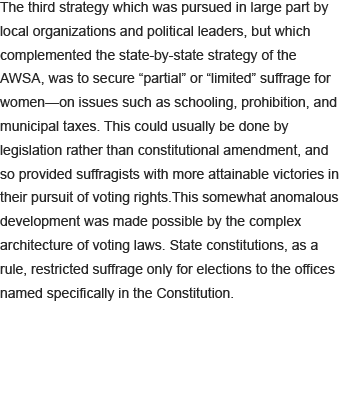 The third strategy which was pursued in large part by
local organizations and political leaders, but which
complemented the state-by-state strategy of the
AWSA, was to secure “partial” or “limited” suffrage for
women—on issues such as schooling, prohibition, and
municipal taxes. This could usually be done by
legislation rather than constitutional amendment, and
so provided suffragists with more attainable victories in
their pursuit of voting rights.This somewhat anomalous
development was made possible by the complex
architecture of voting laws. State constitutions, as a
rule, restricted suffrage only for elections to the offices
named specifically in the Constitution.